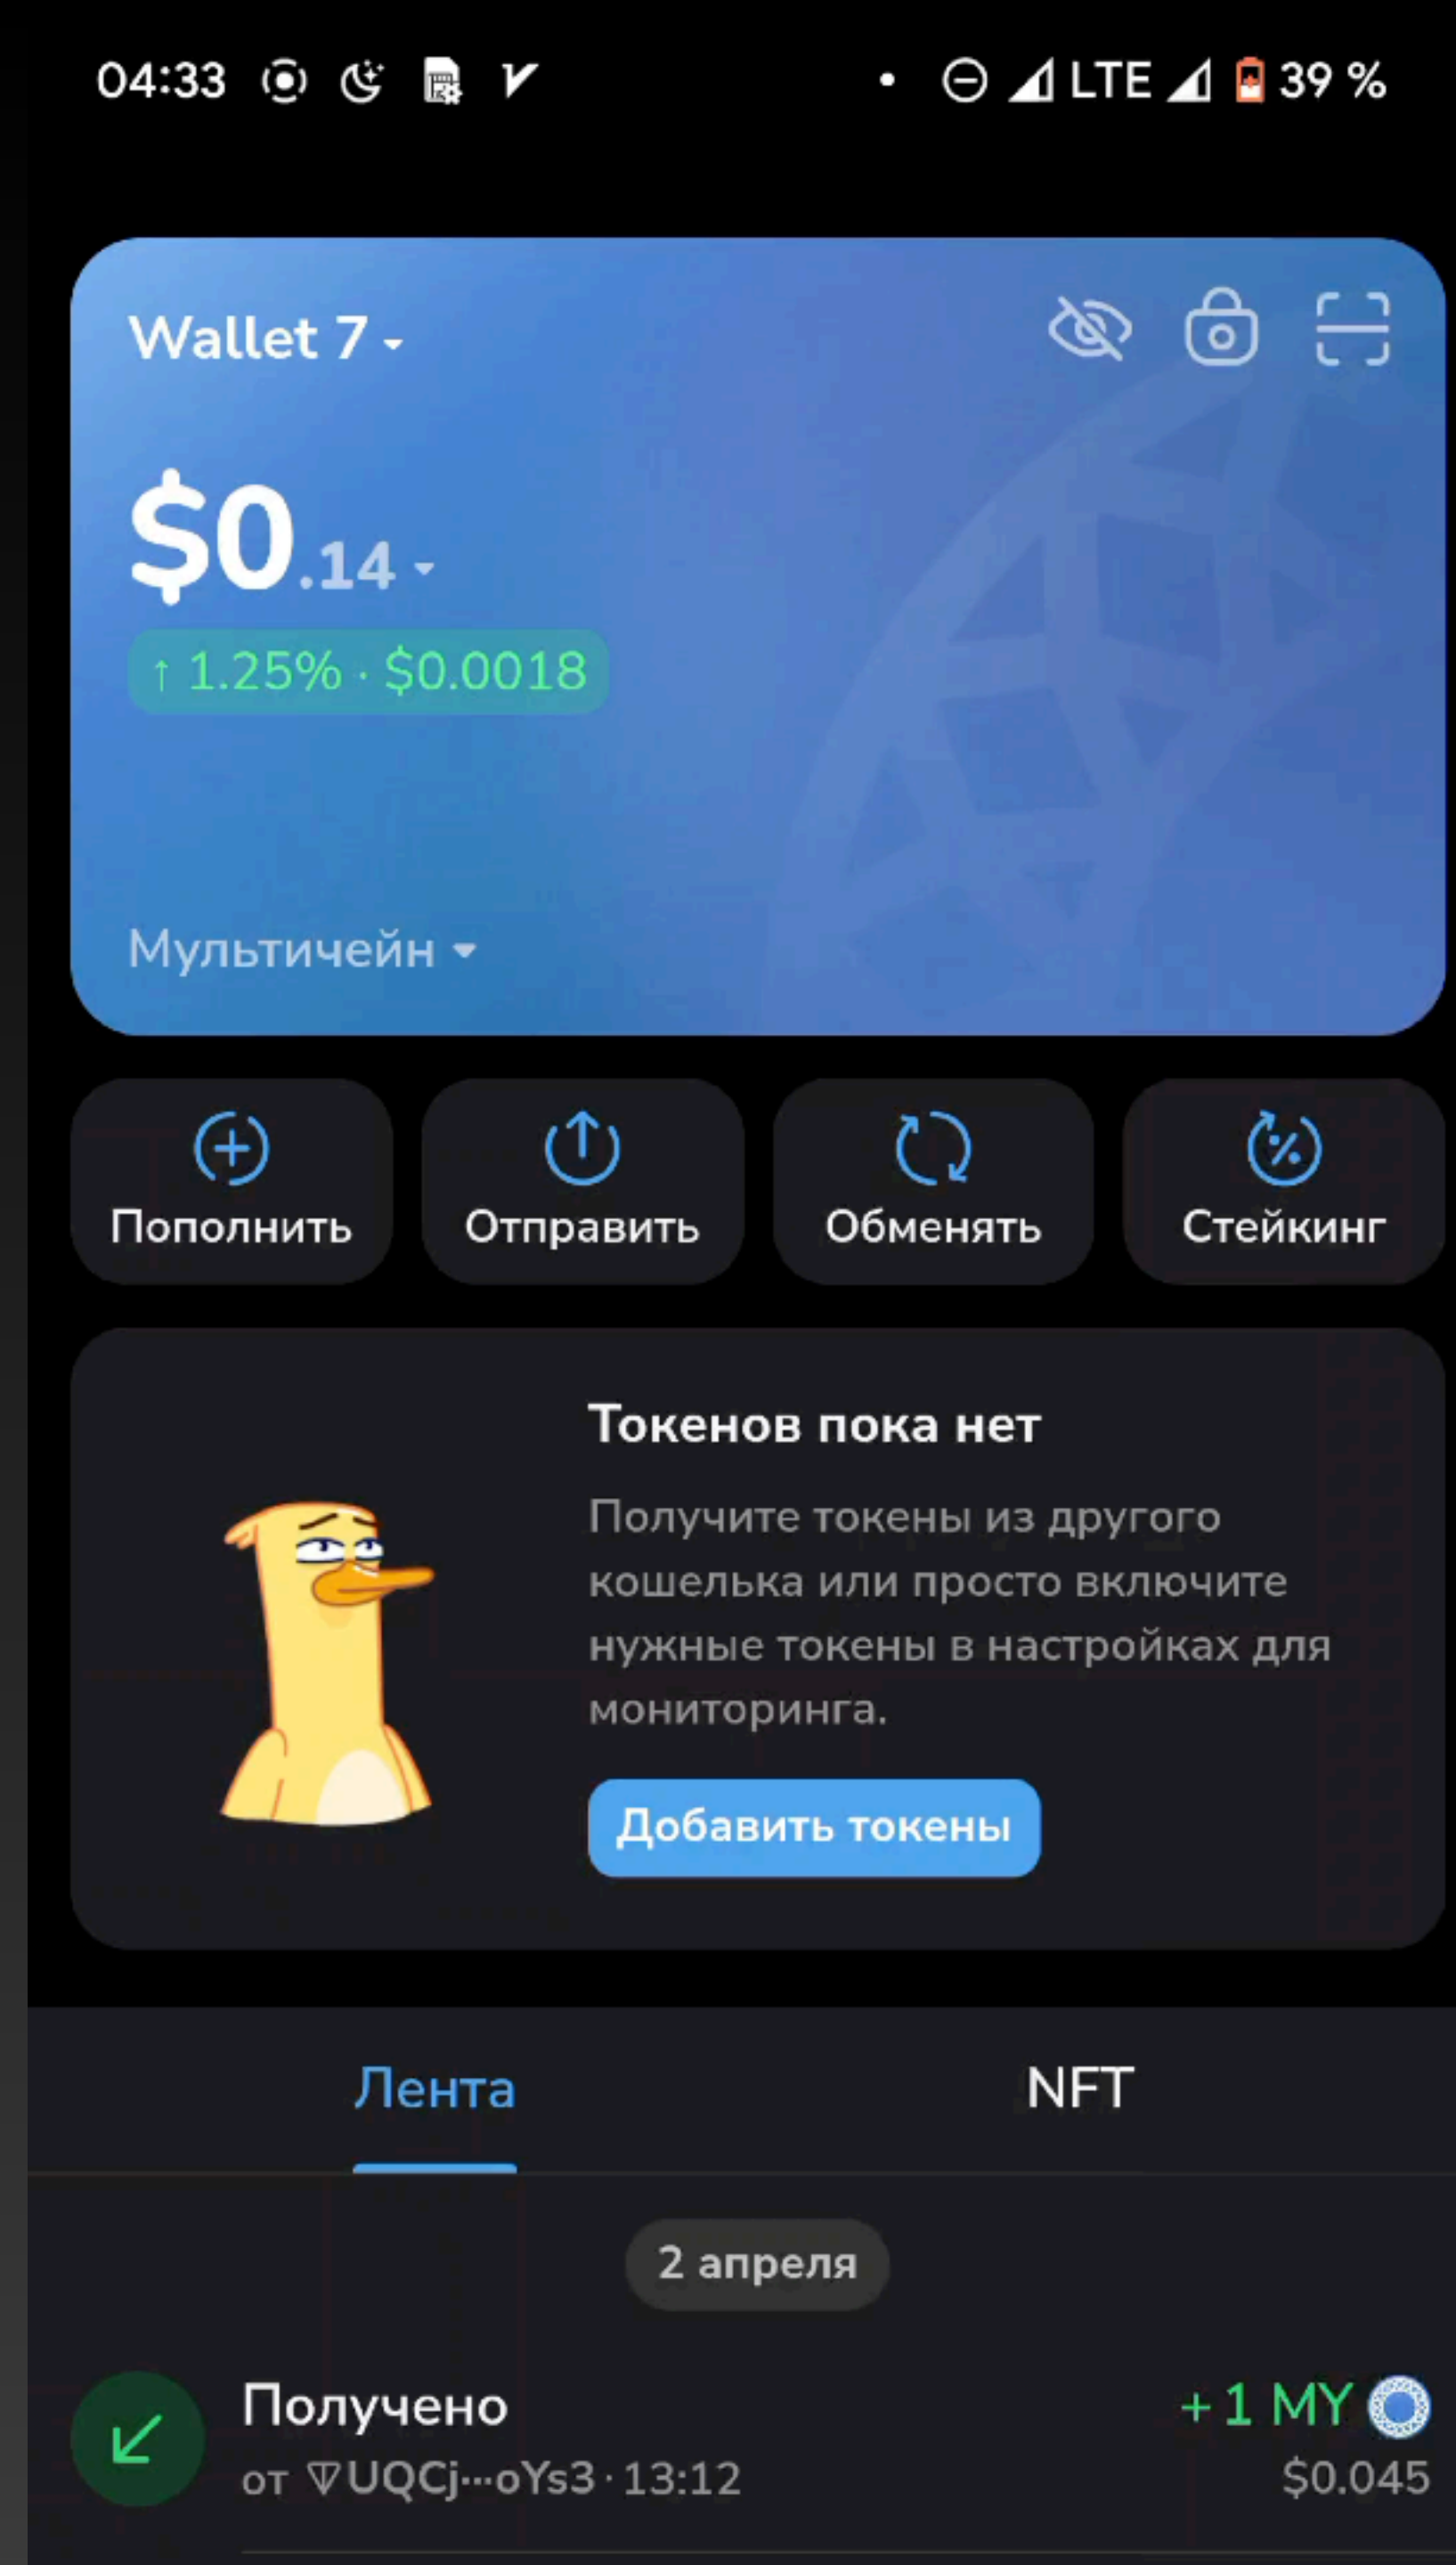 04:33 LTE 39 %
Wallet 7
$0.14
↑ 1.25% · $0.0018
Мультичейн
Пополнить Отправить Обменять Стейкинг
Токенов пока нет
Получите токены из другого
кошелька или просто включите
нужные токены в настройках для
мониторинга.
Добавить токены
Лента NFT
2 апреля
Получено +1 MY
от UQCj···oYs3 · 13:12 $0.045